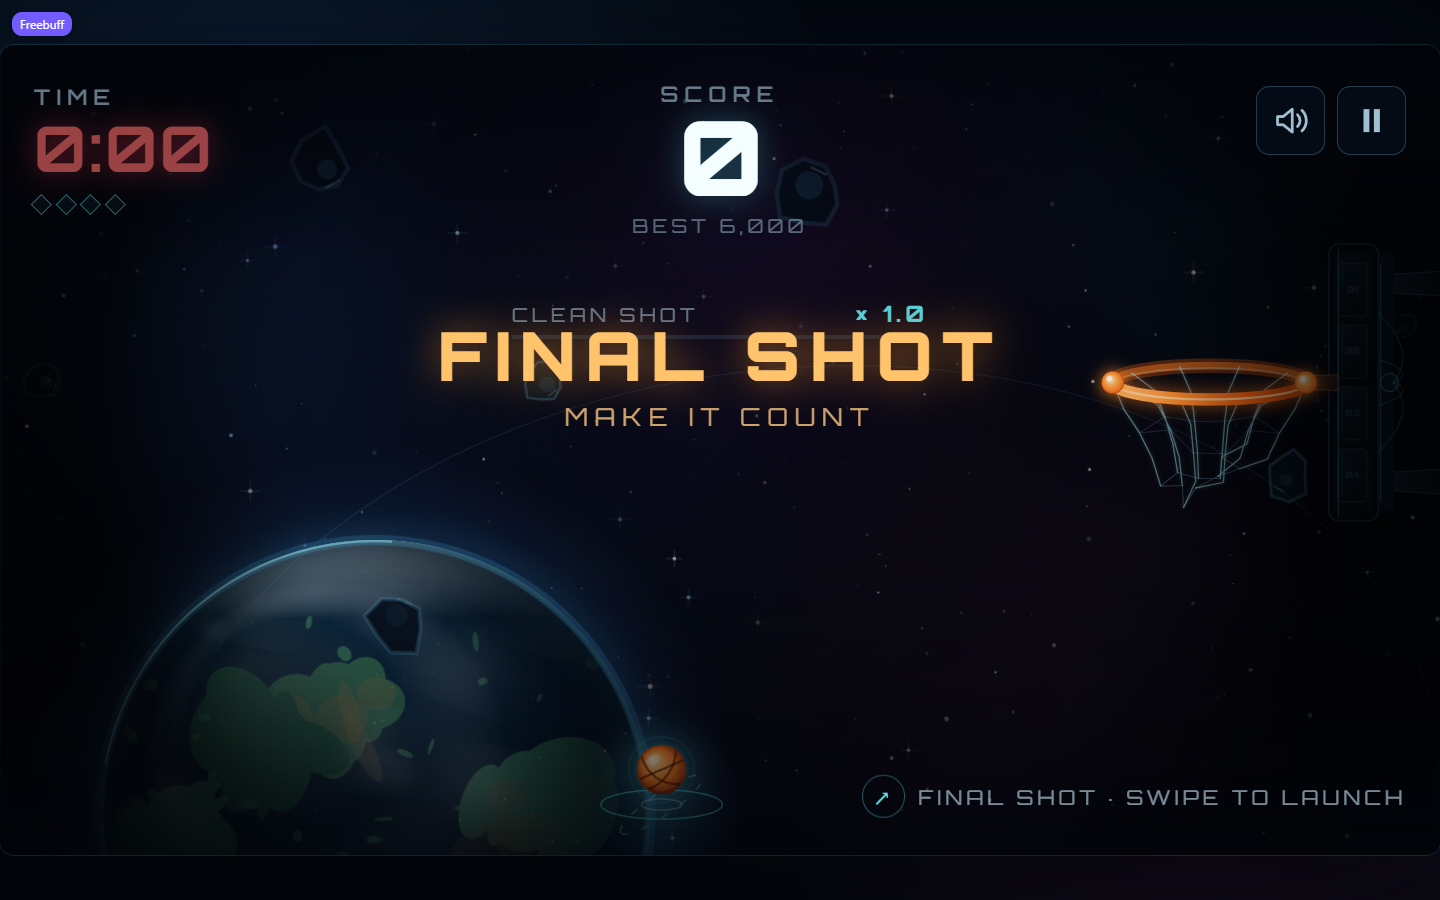 Freebuff
TIME
0:00
SCORE
0
BEST 6,000
CLEAN SHOT x 1.0
FINAL SHOT
MAKE IT COUNT
FINAL SHOT · SWIPE TO LAUNCH